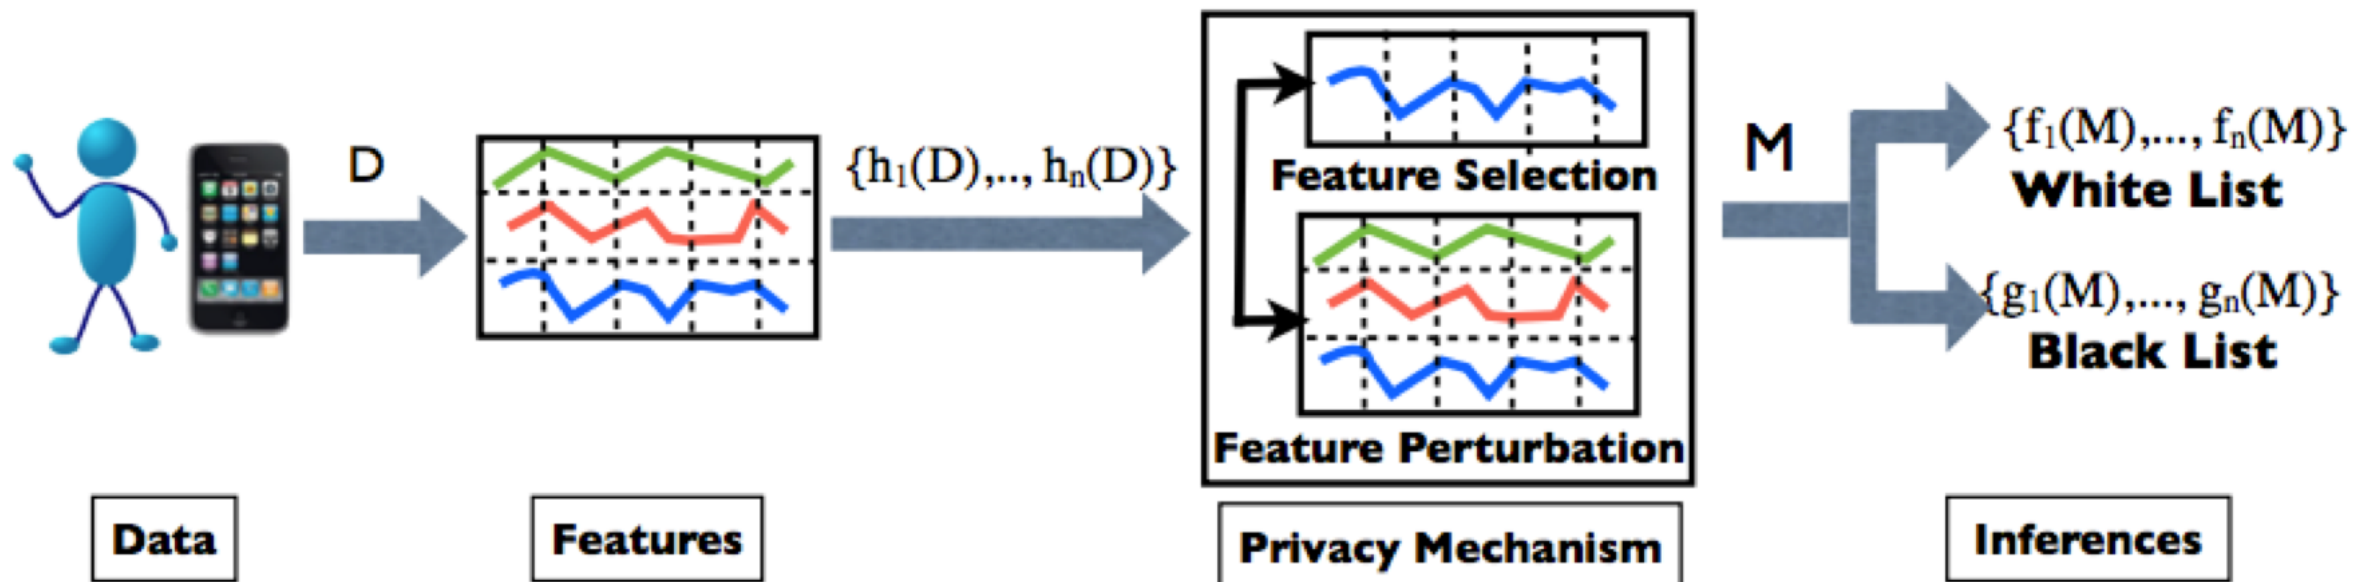 D
{h1(D),.., hn(D)}
Feature Selection
Feature Perturbation
M
{f1(M),..., fn(M)}
White List
{g1(M),..., gn(M)}
Black List
Data
Features
Privacy Mechanism
Inferences